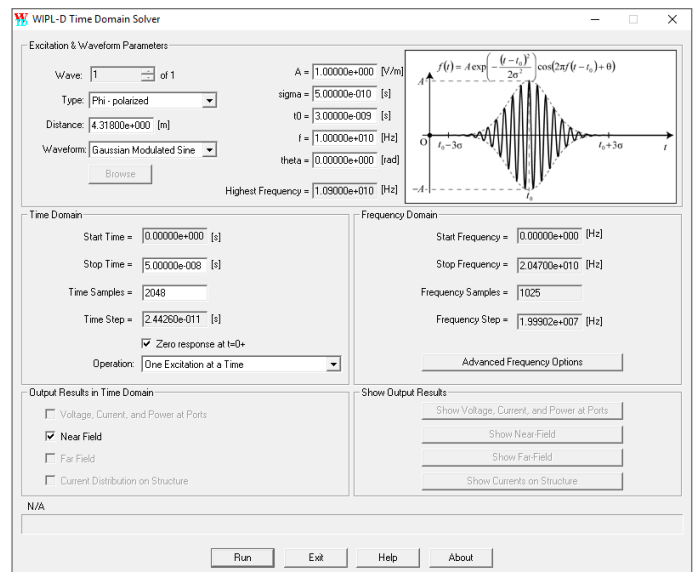 WIPL-D Time Domain Solver
Excitation & Waveform Parameters
Wave: 1 of 1
Type: Phi - polarized
Distance: 4.31800e+000 [m]
Waveform: Gaussian Modulated Sine
Browse
A = 1.00000e+000 [V/m]
sigma = 5.00000e-010 [s]
t0 = 3.00000e-009 [s]
f = 1.00000e+010 [Hz]
theta = 0.00000e+000 [rad]
Highest Frequency = 1.09000e+010 [Hz]
f(t) = A exp(-(t-t₀)²/2σ²) cos(2πf(t-t₀)+θ)
A
O t₀-3σ t₀+3σ t
-A
t₀
Time Domain
Start Time = 0.00000e+000 [s]
Stop Time = 5.00000e-008 [s]
Time Samples = 2048
Time Step = 2.44260e-011 [s]
Zero response at t=0+
Operation: One Excitation at a Time
Frequency Domain
Start Frequency = 0.00000e+000 [Hz]
Stop Frequency = 2.04700e+010 [Hz]
Frequency Samples = 1025
Frequency Step = 1.99902e+007 [Hz]
Advanced Frequency Options
Output Results in Time Domain
Voltage, Current, and Power at Ports
Near Field
Far Field
Current Distribution on Structure
Show Output Results
Show Voltage, Current, and Power at Ports
Show Near-Field
Show Far-Field
Show Currents on Structure
N/A
Run Exit Help About